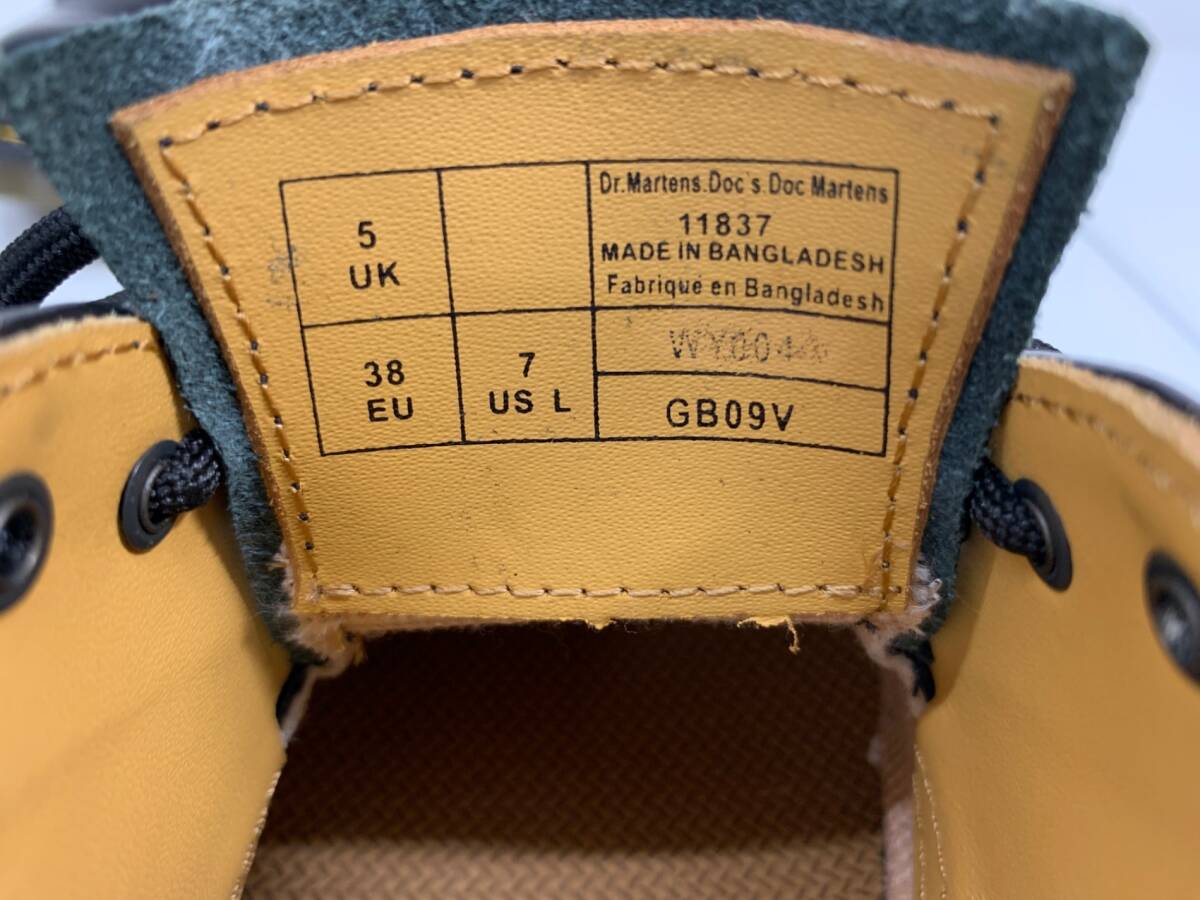 5
UK
38
EU
7
US L
Dr.Martens.Doc's Doc Martens
11837
MADE IN BANGLADESH
Fabriqué en Bangladesh
GB09V